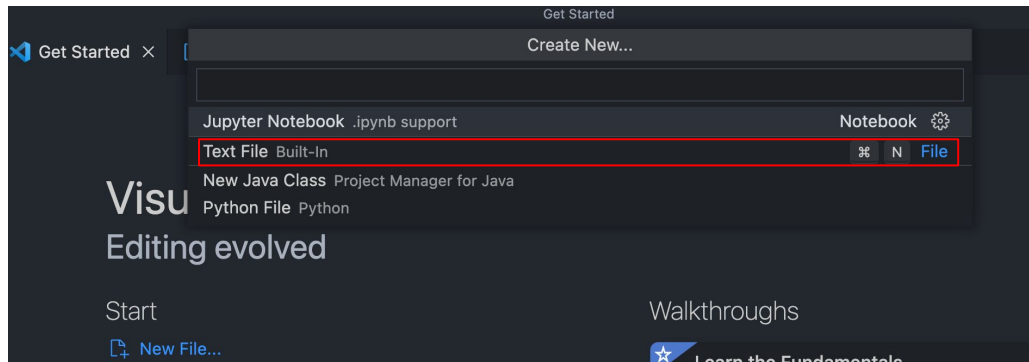 Get Started
Get Started
Create New...
Jupyter Notebook .ipynb support Notebook
Text File Built-In ⌘ N File
New Java Class Project Manager for Java
Python File Python
Visu
Editing evolved
Start
Walkthroughs
New File...
Learn the Fundamentals